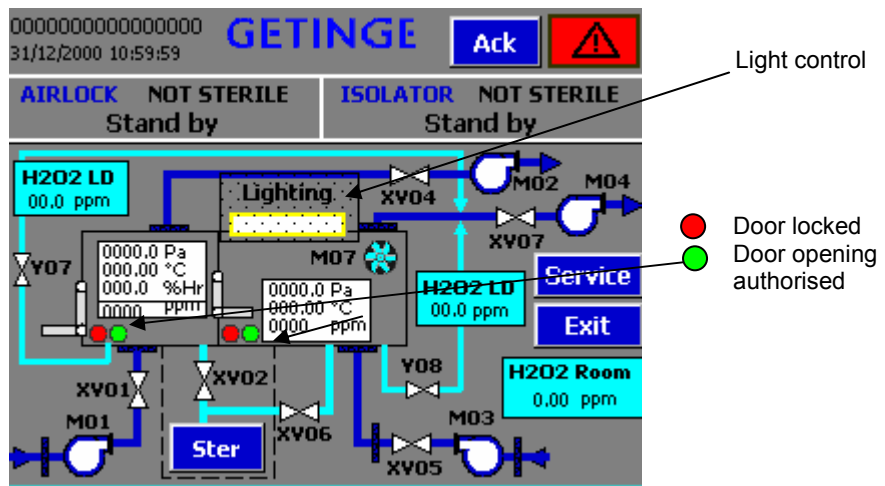 0000000000000000
31/12/2000 10:59:59
GETINGE
Ack
Light control
AIRLOCK NOT STERILE
Stand by
ISOLATOR NOT STERILE
Stand by
H2O2 LD
00.0 ppm
Lighting
XV04
M02
M04
XV07
Door locked
Door opening
authorised
Y07
0000.0 Pa
000.00 °C
000.0 %Hr
0000 ppm
M07
0000.0 Pa
000.00 °C
0000 ppm
H2O2 LD
00.0 ppm
Service
Exit
XV01
XV02
Y08
H2O2 Room
0.00 ppm
M01
Ster
XV06
M03
XV05